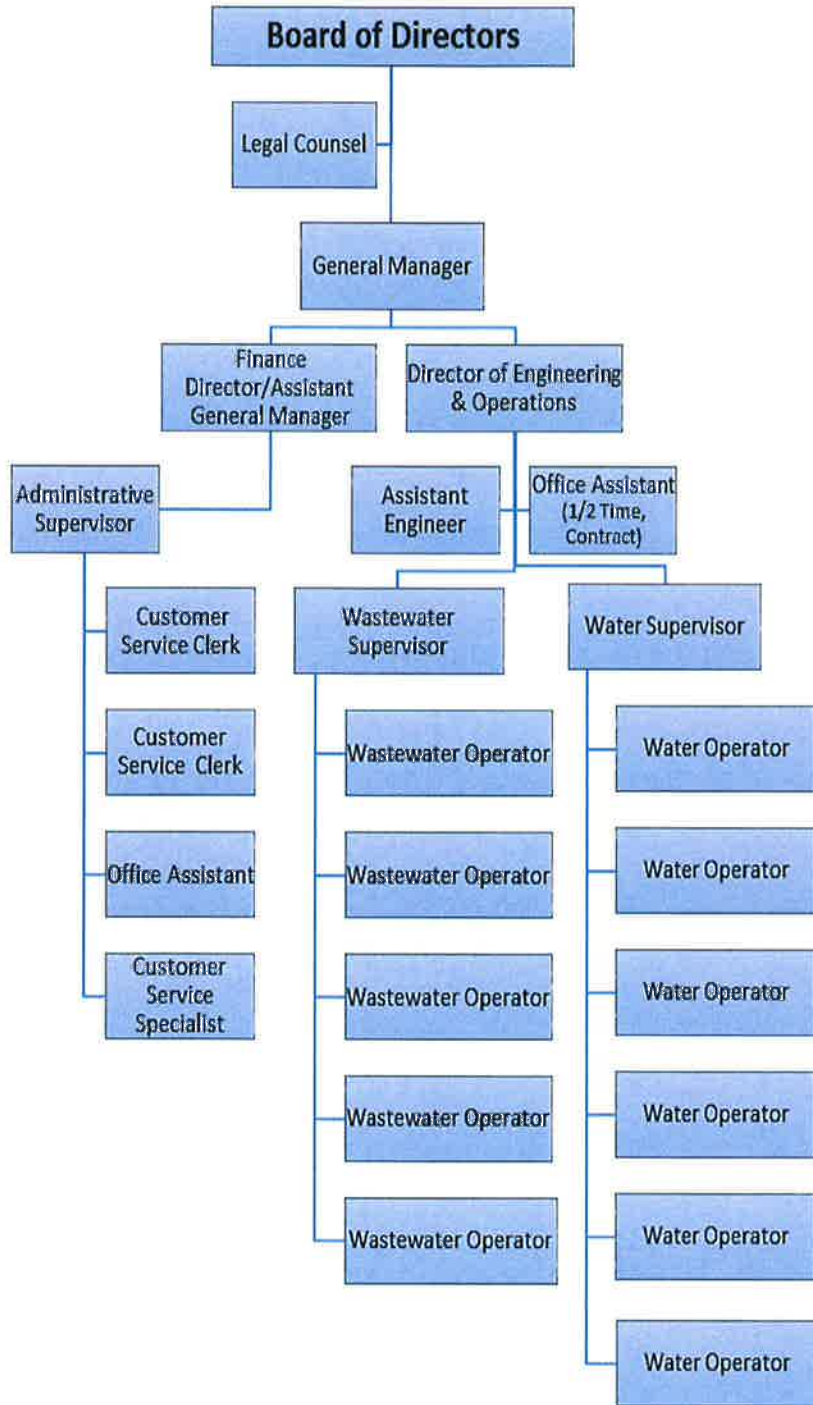 Board of Directors
Legal Counsel
General Manager
Finance
Director/Assistant
General Manager
Director of Engineering
& Operations
Administrative
Supervisor
Assistant
Engineer
Office Assistant
(1/2 Time,
Contract)
Customer
Service Clerk
Customer
Service Clerk
Office Assistant
Customer
Service
Specialist
Wastewater
Supervisor
Wastewater Operator
Wastewater Operator
Wastewater Operator
Wastewater Operator
Wastewater Operator
Water Supervisor
Water Operator
Water Operator
Water Operator
Water Operator
Water Operator
Water Operator